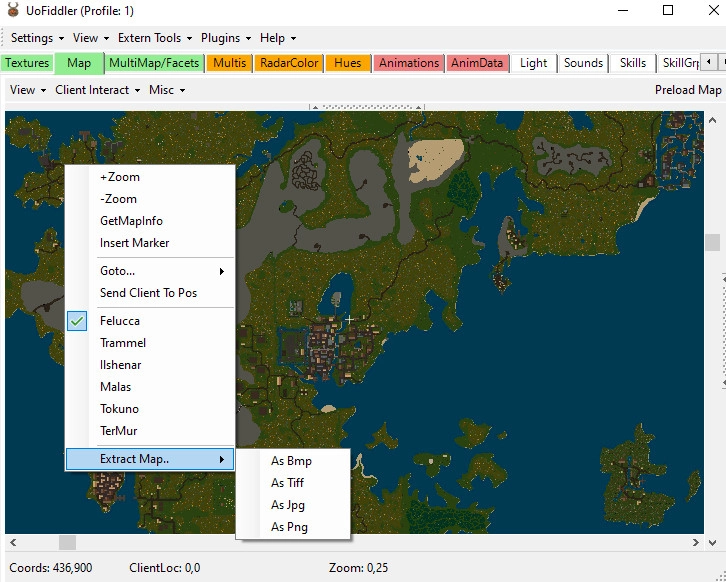 UoFiddler (Profile: 1)
Settings View Extern Tools Plugins Help
Textures Map MultiMap/Facets Multis RadarColor Hues Animations AnimData Light Sounds Skills SkillGrp
View Client Interact Misc Preload Map
+Zoom
-Zoom
GetMapInfo
Insert Marker
Goto...
Send Client To Pos
Felucca
Trammel
Ilshenar
Malas
Tokuno
TerMur
Extract Map..
As Bmp
As Tiff
As Jpg
As Png
Coords: 436,900 ClientLoc: 0,0 Zoom: 0,25